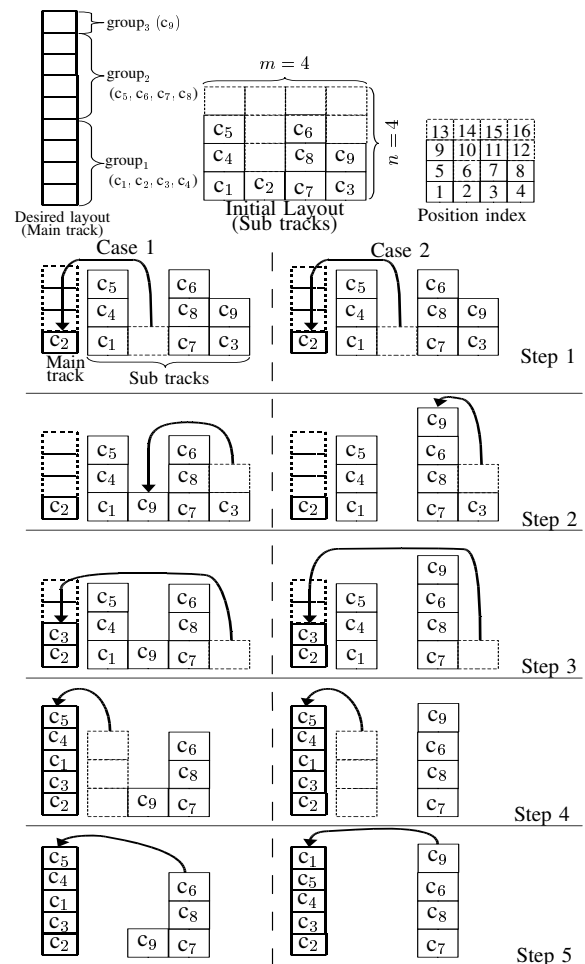 group₃ (c₉)
group₂
(c₅, c₆, c₇, c₈)
group₁
(c₁, c₂, c₃, c₄)
Desired layout
(Main track)
m = 4
n = 4
c₅ c₆
c₄ c₈ c₉
c₁ c₂ c₇ c₃
Initial Layout
(Sub tracks)
13 14 15 16
9 10 11 12
5 6 7 8
1 2 3 4
Position index
Case 1
Case 2
c₅ c₆
c₄ c₈ c₉
c₂ c₁ c₇ c₃
Main
track
Sub tracks
c₅ c₆
c₄ c₈ c₉
c₂ c₁ c₇ c₃
Step 1
c₅ c₆
c₄ c₈
c₂ c₁ c₉ c₇ c₃
c₉
c₅ c₆
c₄ c₈
c₂ c₁ c₇ c₃
Step 2
c₅ c₆
c₃ c₄ c₈
c₂ c₁ c₉ c₇
c₉
c₅ c₆
c₃ c₄ c₈
c₂ c₁ c₇
Step 3
c₅
c₄ c₆
c₁
c₃ c₈
c₂ c₉ c₇
c₅ c₉
c₄ c₆
c₁
c₃ c₈
c₂ c₇
Step 4
c₅
c₄ c₆
c₁
c₃ c₈
c₂ c₉ c₇
c₁ c₉
c₅ c₆
c₄
c₃ c₈
c₂ c₇
Step 5